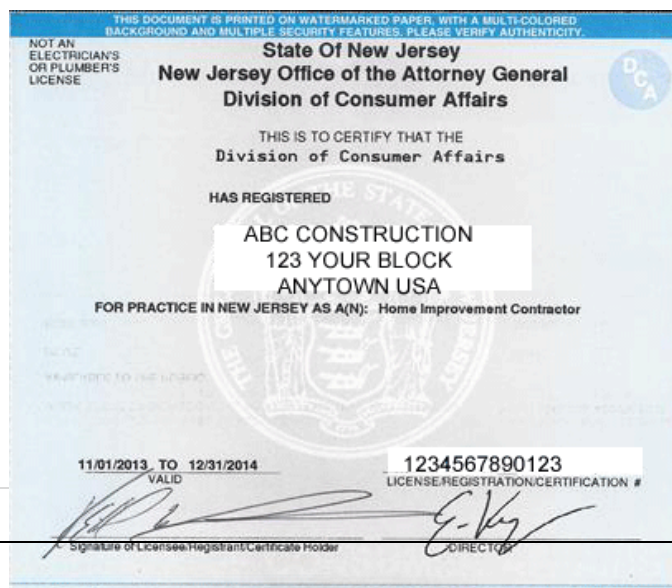 THIS DOCUMENT IS PRINTED ON WATERMARKED PAPER, WITH A MULTI-COLORED
BACKGROUND AND MULTIPLE SECURITY FEATURES. PLEASE VERIFY AUTHENTICITY.
NOT AN
ELECTRICIAN'S
OR PLUMBER'S
LICENSE
State Of New Jersey
New Jersey Office of the Attorney General
Division of Consumer Affairs
DCA
THIS IS TO CERTIFY THAT THE
Division of Consumer Affairs
HAS REGISTERED
ABC CONSTRUCTION
123 YOUR BLOCK
ANYTOWN USA
FOR PRACTICE IN NEW JERSEY AS A(N): Home Improvement Contractor
11/01/2013 TO 12/31/2014
VALID
1234567890123
LICENSE/REGISTRATION/CERTIFICATION #
Signature of Licensee/Registrant/Certificate Holder
DIRECTOR